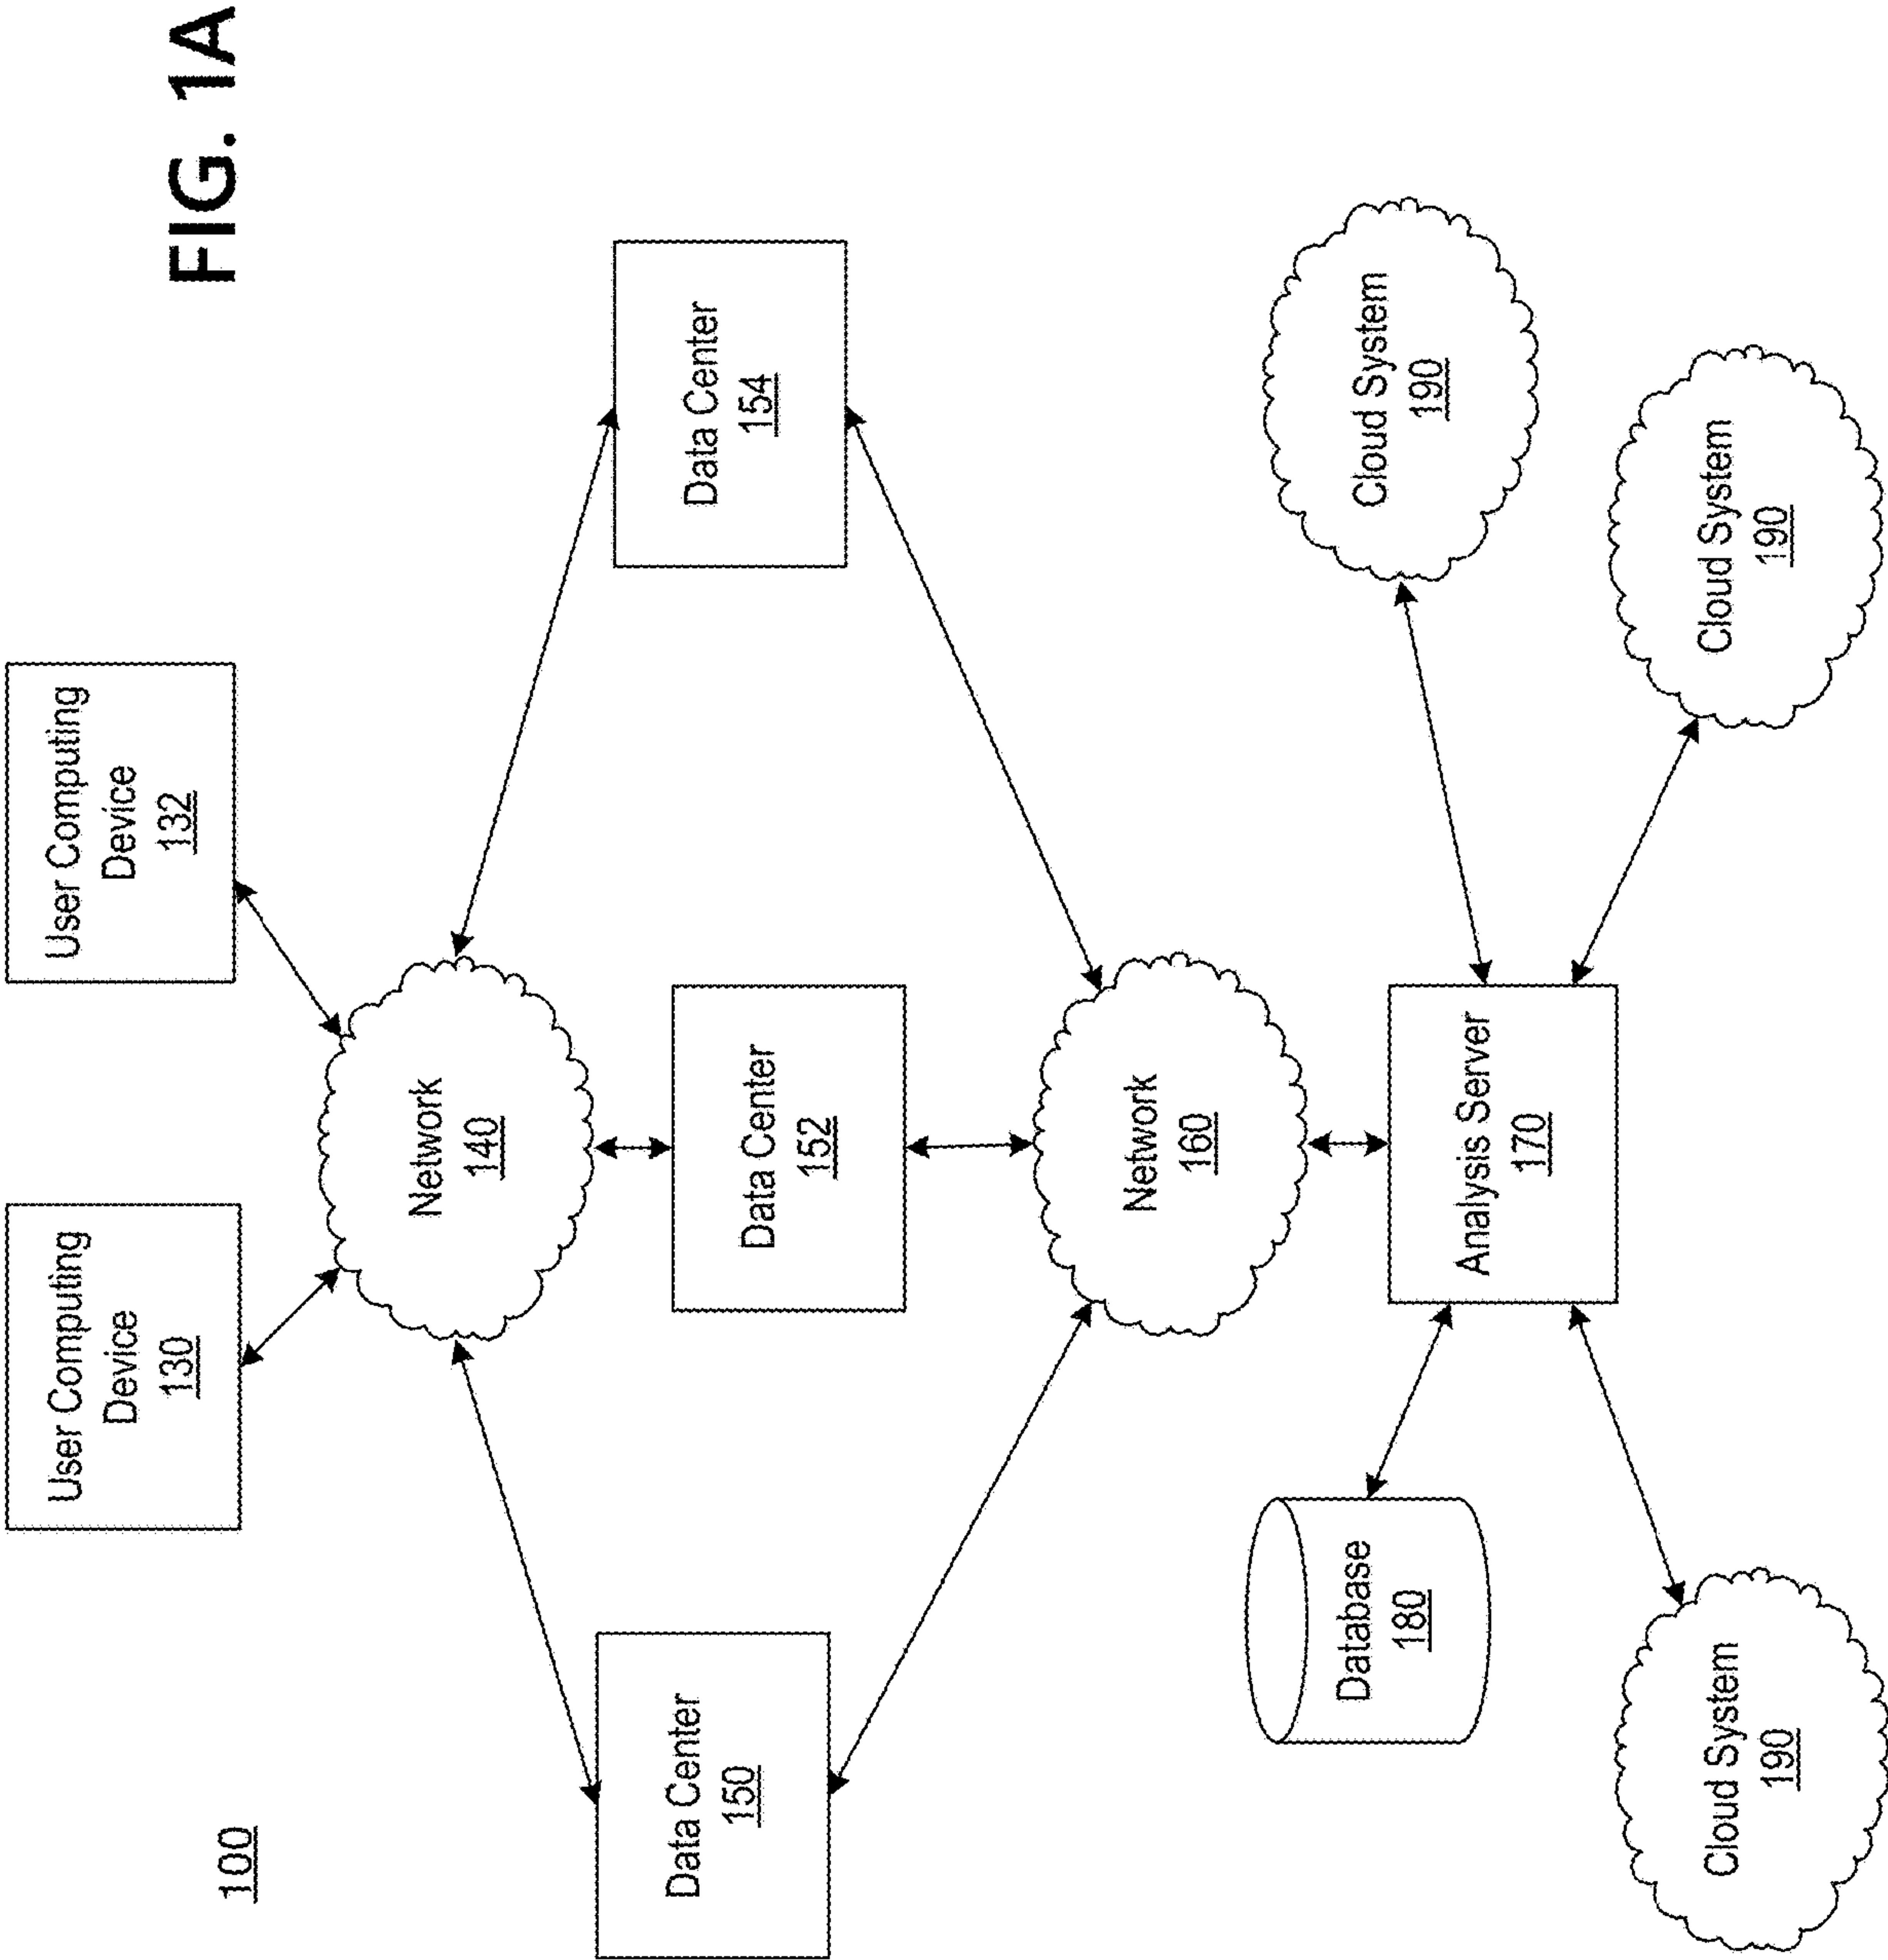 FIG. 1A
100
User Computing
Device
130
User Computing
Device
132
Network
140
Data Center
150
Data Center
152
Data Center
154
Network
160
Database
180
Analysis Server
170
Cloud System
190
Cloud System
190
Cloud System
190